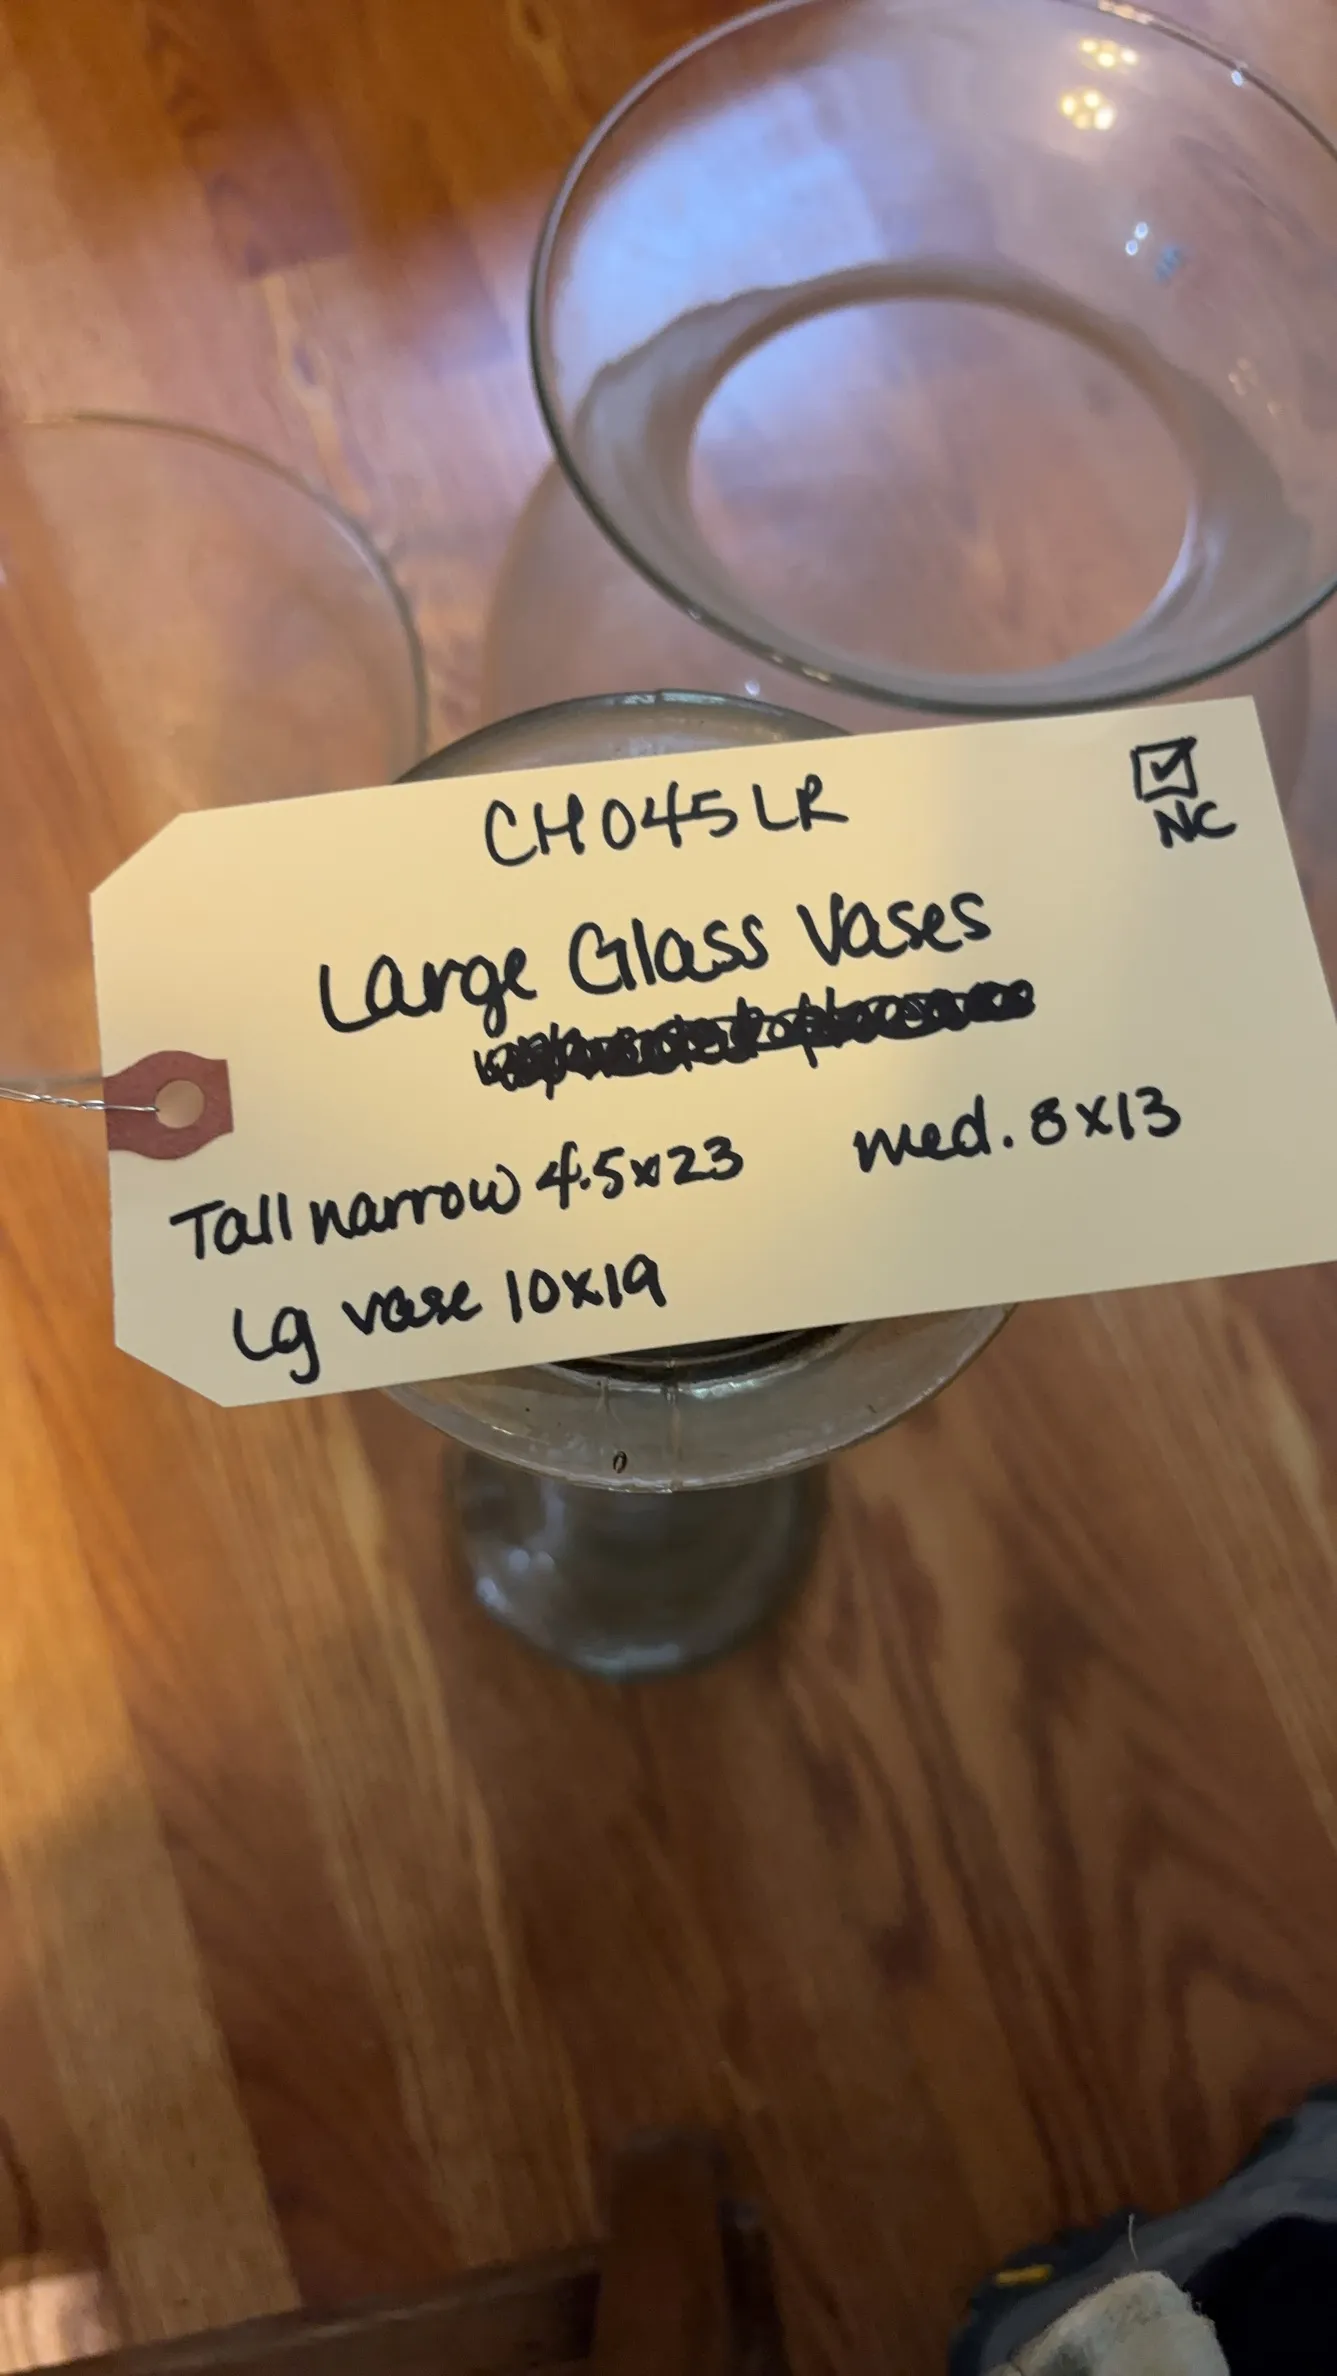 CH045LR
☑
NC
Large Glass Vases
Tall narrow 4.5x23
med. 8x13
Lg vase 10x19